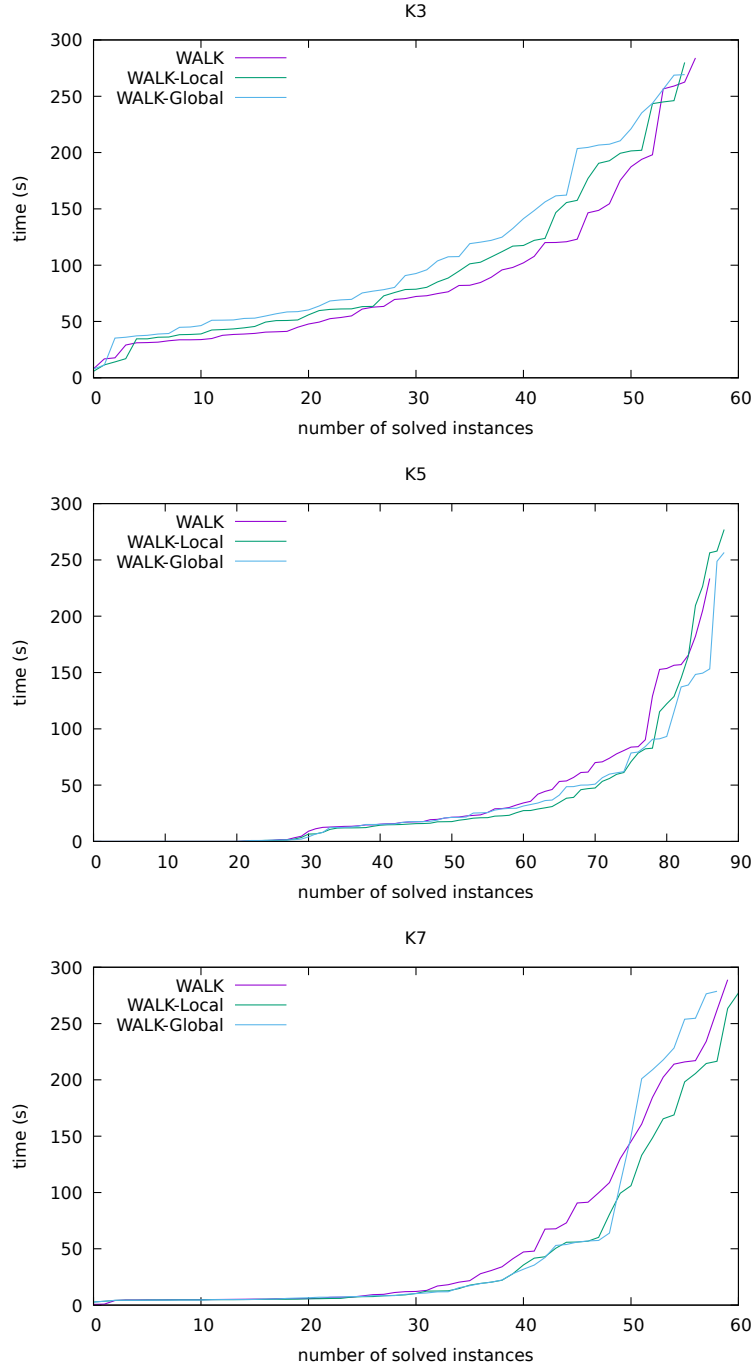 K3
300
250
200
150
100
50
0
time (s)
WALK
WALK-Local
WALK-Global
0 10 20 30 40 50 60
number of solved instances
K5
300
250
200
150
100
50
0
time (s)
WALK
WALK-Local
WALK-Global
0 10 20 30 40 50 60 70 80 90
number of solved instances
K7
300
250
200
150
100
50
0
time (s)
WALK
WALK-Local
WALK-Global
0 10 20 30 40 50 60
number of solved instances